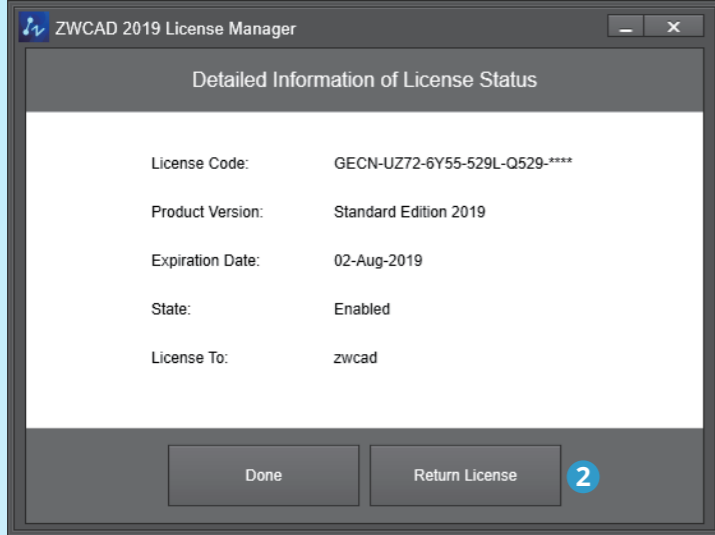 ZWCAD 2019 License Manager
Detailed Information of License Status
License Code: GECN-UZ72-6Y55-529L-Q529-****
Product Version: Standard Edition 2019
Expiration Date: 02-Aug-2019
State: Enabled
License To: zwcad
Done Return License 2